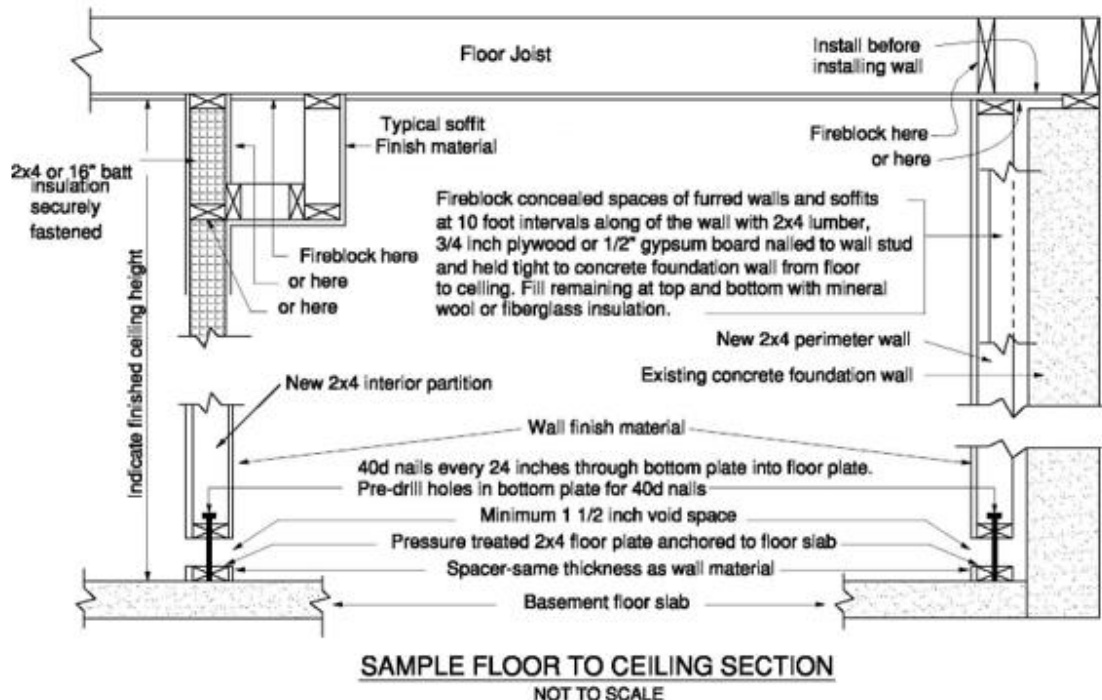 Floor Joist
Install before
installing wall
Typical soffit
Finish material
Fireblock here
or here
2x4 or 16" batt
insulation
securely
fastened
Fireblock concealed spaces of furred walls and soffits
at 10 foot intervals along of the wall with 2x4 lumber,
3/4 inch plywood or 1/2" gypsum board nailed to wall stud
and held tight to concrete foundation wall from floor
to ceiling. Fill remaining at top and bottom with mineral
wool or fiberglass insulation.
Fireblock here
or here
or here
Indicate finished ceiling height
New 2x4 perimeter wall
Existing concrete foundation wall
New 2x4 interior partition
Wall finish material
40d nails every 24 inches through bottom plate into floor plate.
Pre-drill holes in bottom plate for 40d nails
Minimum 1 1/2 inch void space
Pressure treated 2x4 floor plate anchored to floor slab
Spacer-same thickness as wall material
Basement floor slab
SAMPLE FLOOR TO CEILING SECTION
NOT TO SCALE